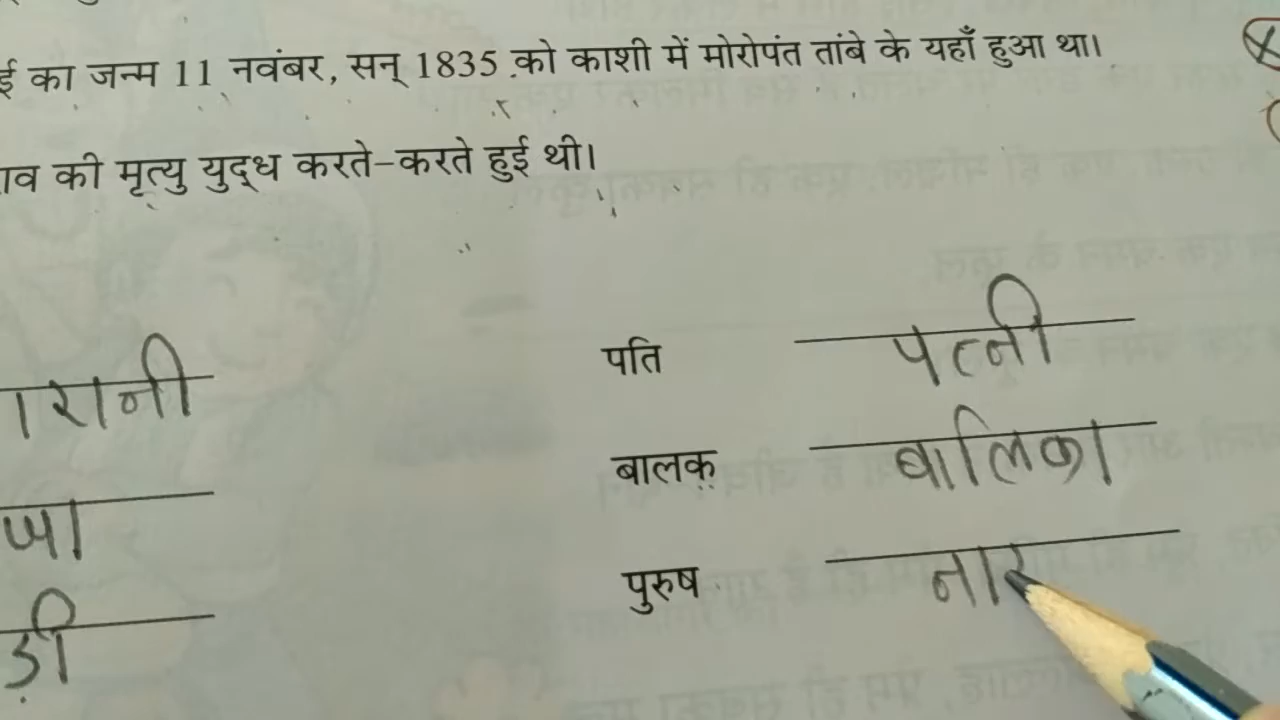 ई का जन्म 11 नवंबर, सन् 1835 को काशी में मोरोपंत तांबे के यहाँ हुआ था।
ाव की मृत्यु युद्ध करते-करते हुई थी।
ारानी
पति पत्नी
बालक बालिका
पुरुष नार
ड़ी